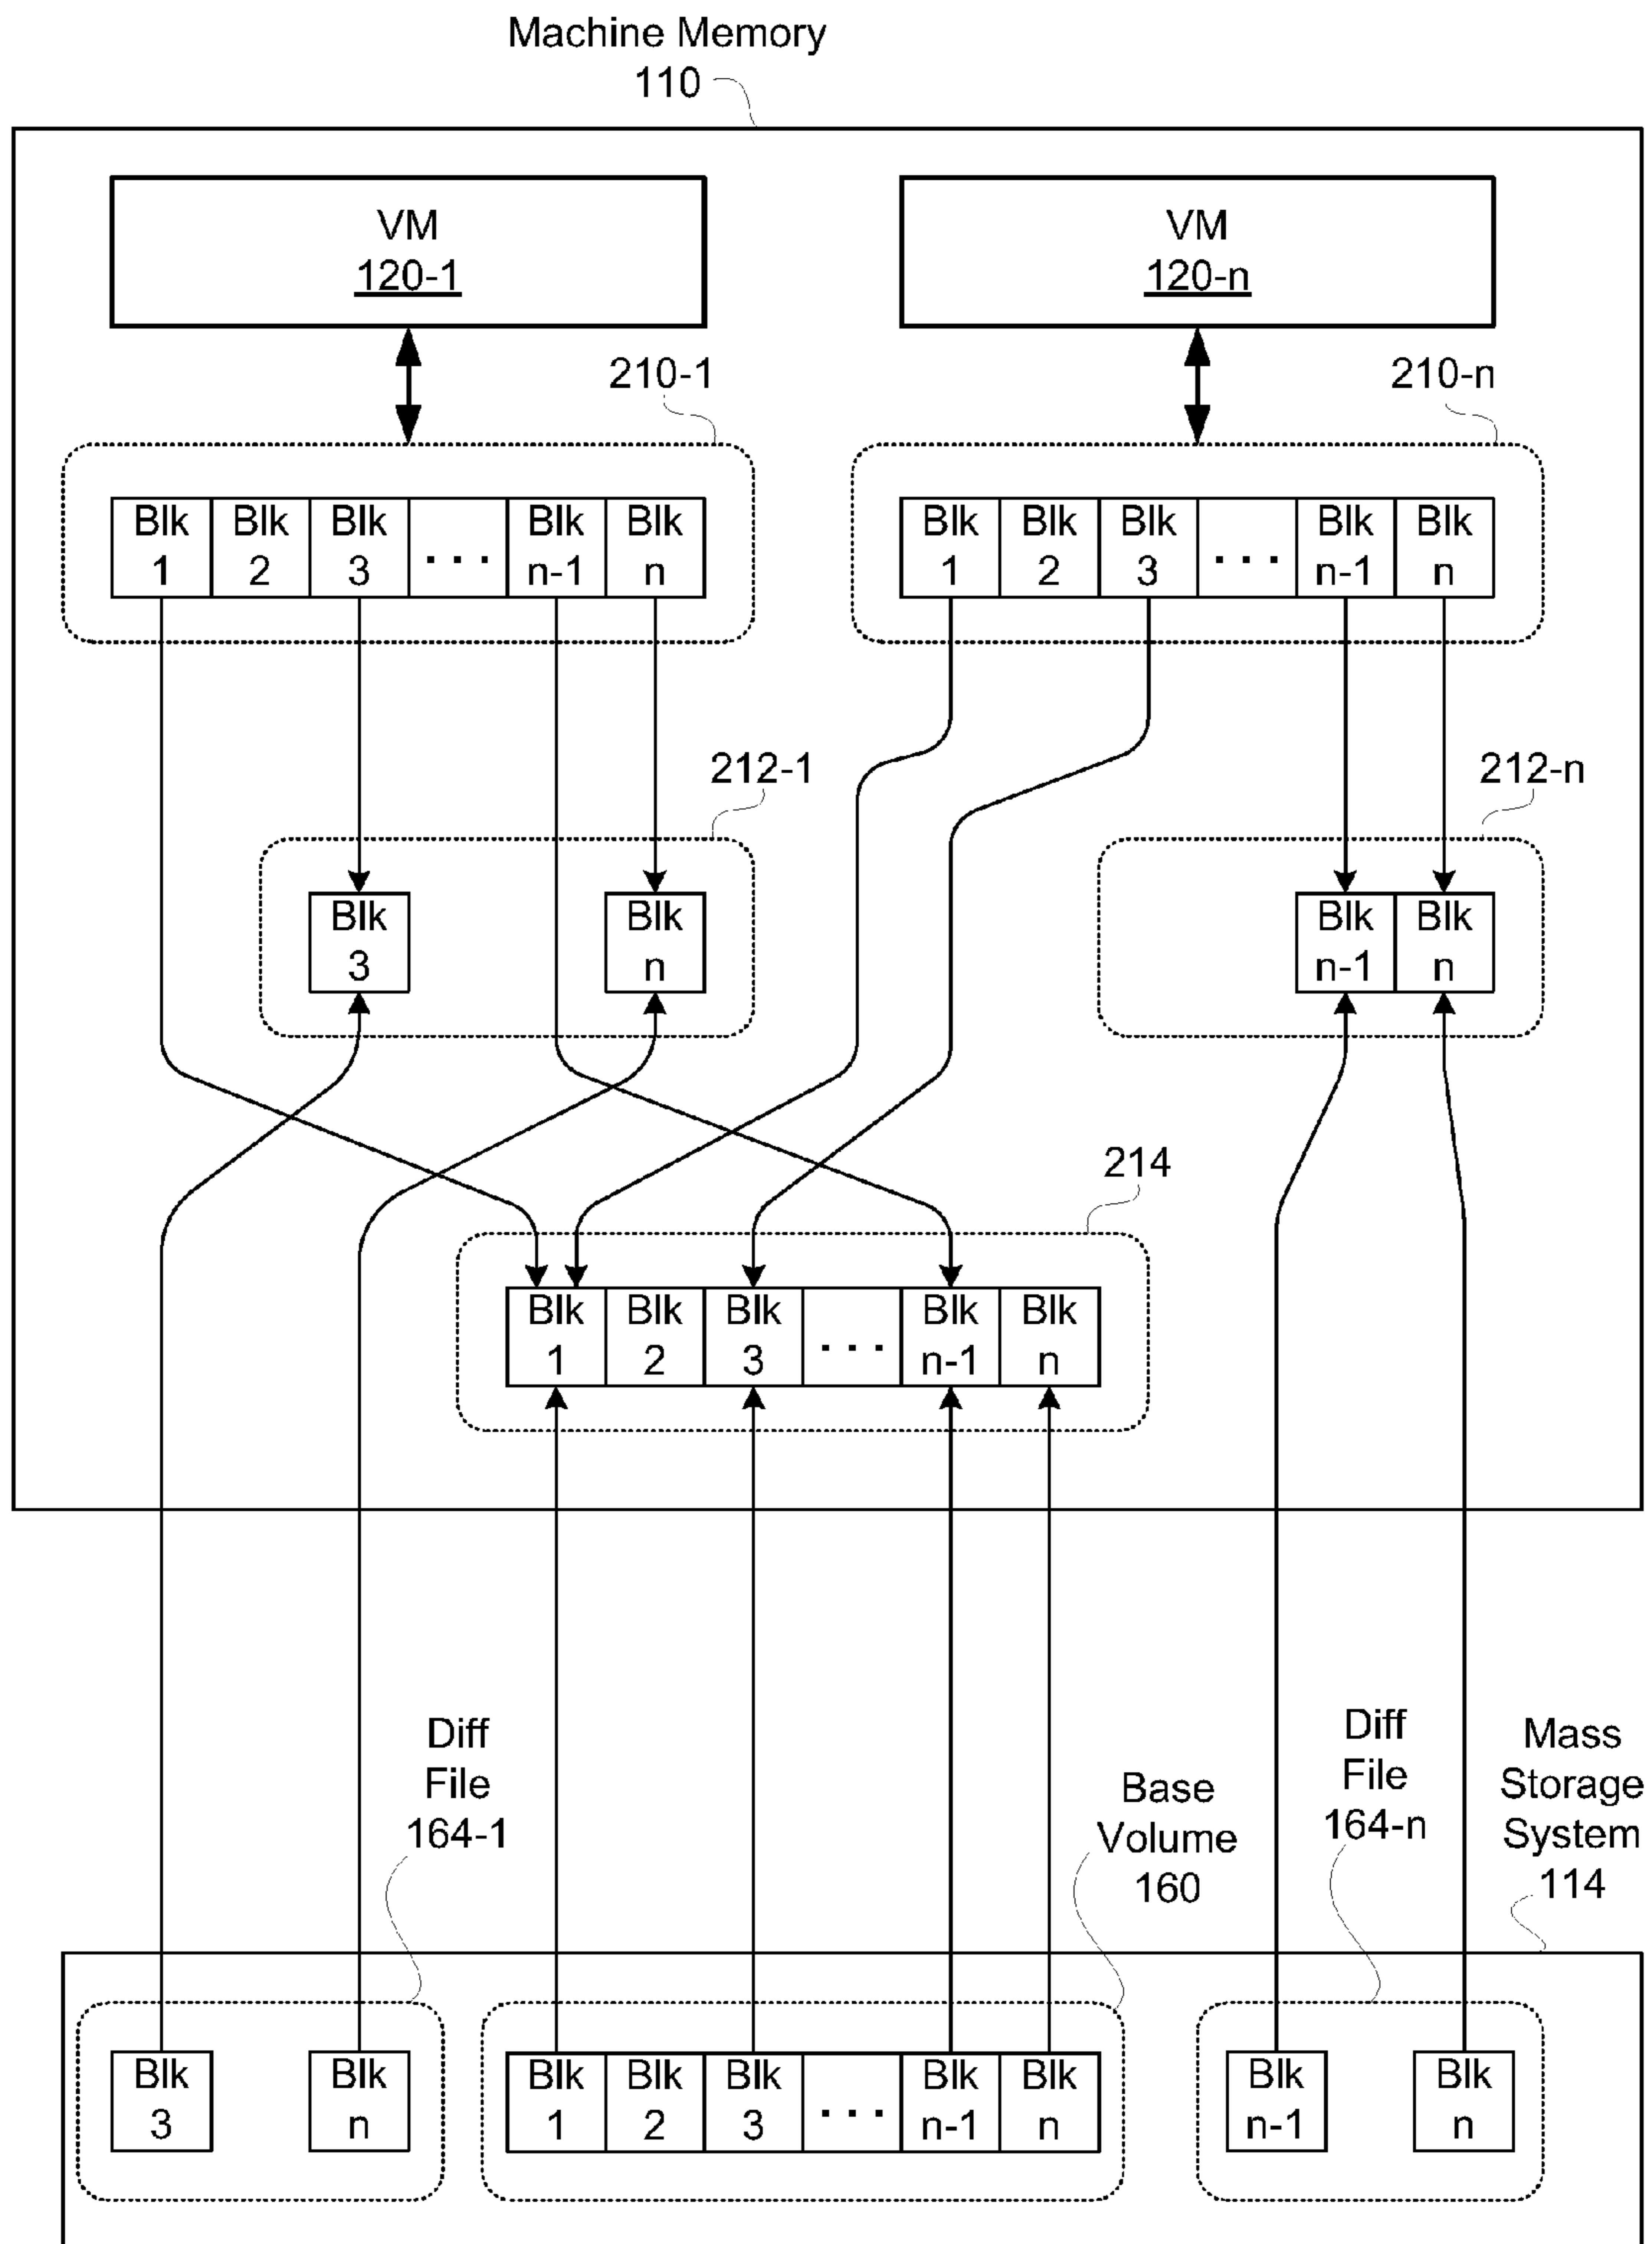 Machine Memory
110
VM
120-1
VM
120-n
210-1
210-n
Blk Blk Blk Blk Blk
1 2 3 ... n-1 n
Blk Blk Blk Blk Blk
1 2 3 ... n-1 n
212-1
212-n
Blk
3
Blk
n
Blk Blk
n-1 n
214
Blk Blk Blk Blk Blk
1 2 3 ... n-1 n
Diff
File
164-1
Base
Volume
160
Diff
File
164-n
Mass
Storage
System
114
Blk
3
Blk
n
Blk Blk Blk Blk Blk
1 2 3 ... n-1 n
Blk
n-1
Blk
n